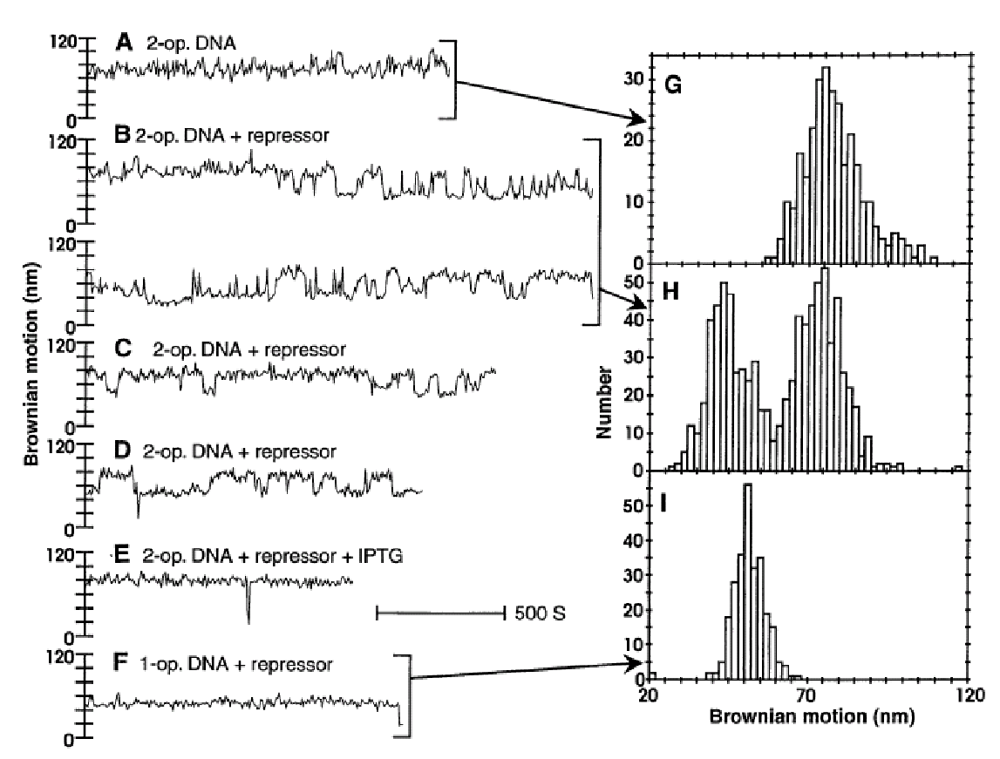 A 2-op. DNA
120
0
B 2-op. DNA + repressor
120
0
120
0
C 2-op. DNA + repressor
120
0
D 2-op. DNA + repressor
120
0
E 2-op. DNA + repressor + IPTG
120
0
500 S
F 1-op. DNA + repressor
120
0
Brownian motion (nm)
G
30
20
10
0
H
50
40
30
20
10
0
I
50
40
30
20
10
0
Number
20 70 120
Brownian motion (nm)